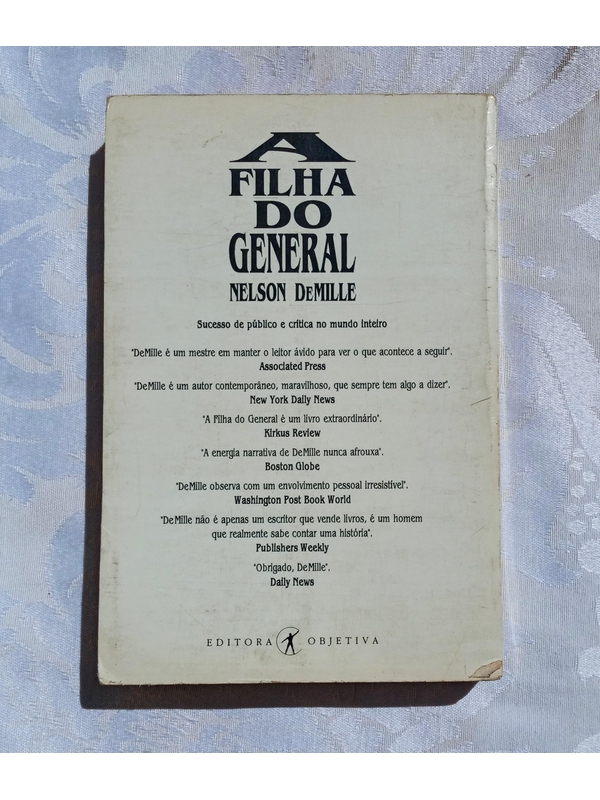 A
FILHA
DO
GENERAL
NELSON DEMILLE
Sucesso de público e crítica no mundo inteiro
"DeMille é um mestre em manter o leitor ávido para ver o que acontece a seguir".
Associated Press
"DeMille é um autor contemporâneo, maravilhoso, que sempre tem algo a dizer".
New York Daily News
"A Filha do General é um livro extraordinário".
Kirkus Review
"A energia narrativa de DeMille nunca afrouxa".
Boston Globe
"DeMille observa com um envolvimento pessoal irresistível".
Washington Post Book World
"DeMille não é apenas um escritor que vende livros, é um homem
que realmente sabe contar uma história".
Publishers Weekly
"Obrigado, DeMille".
Daily News
EDITORA OBJETIVA